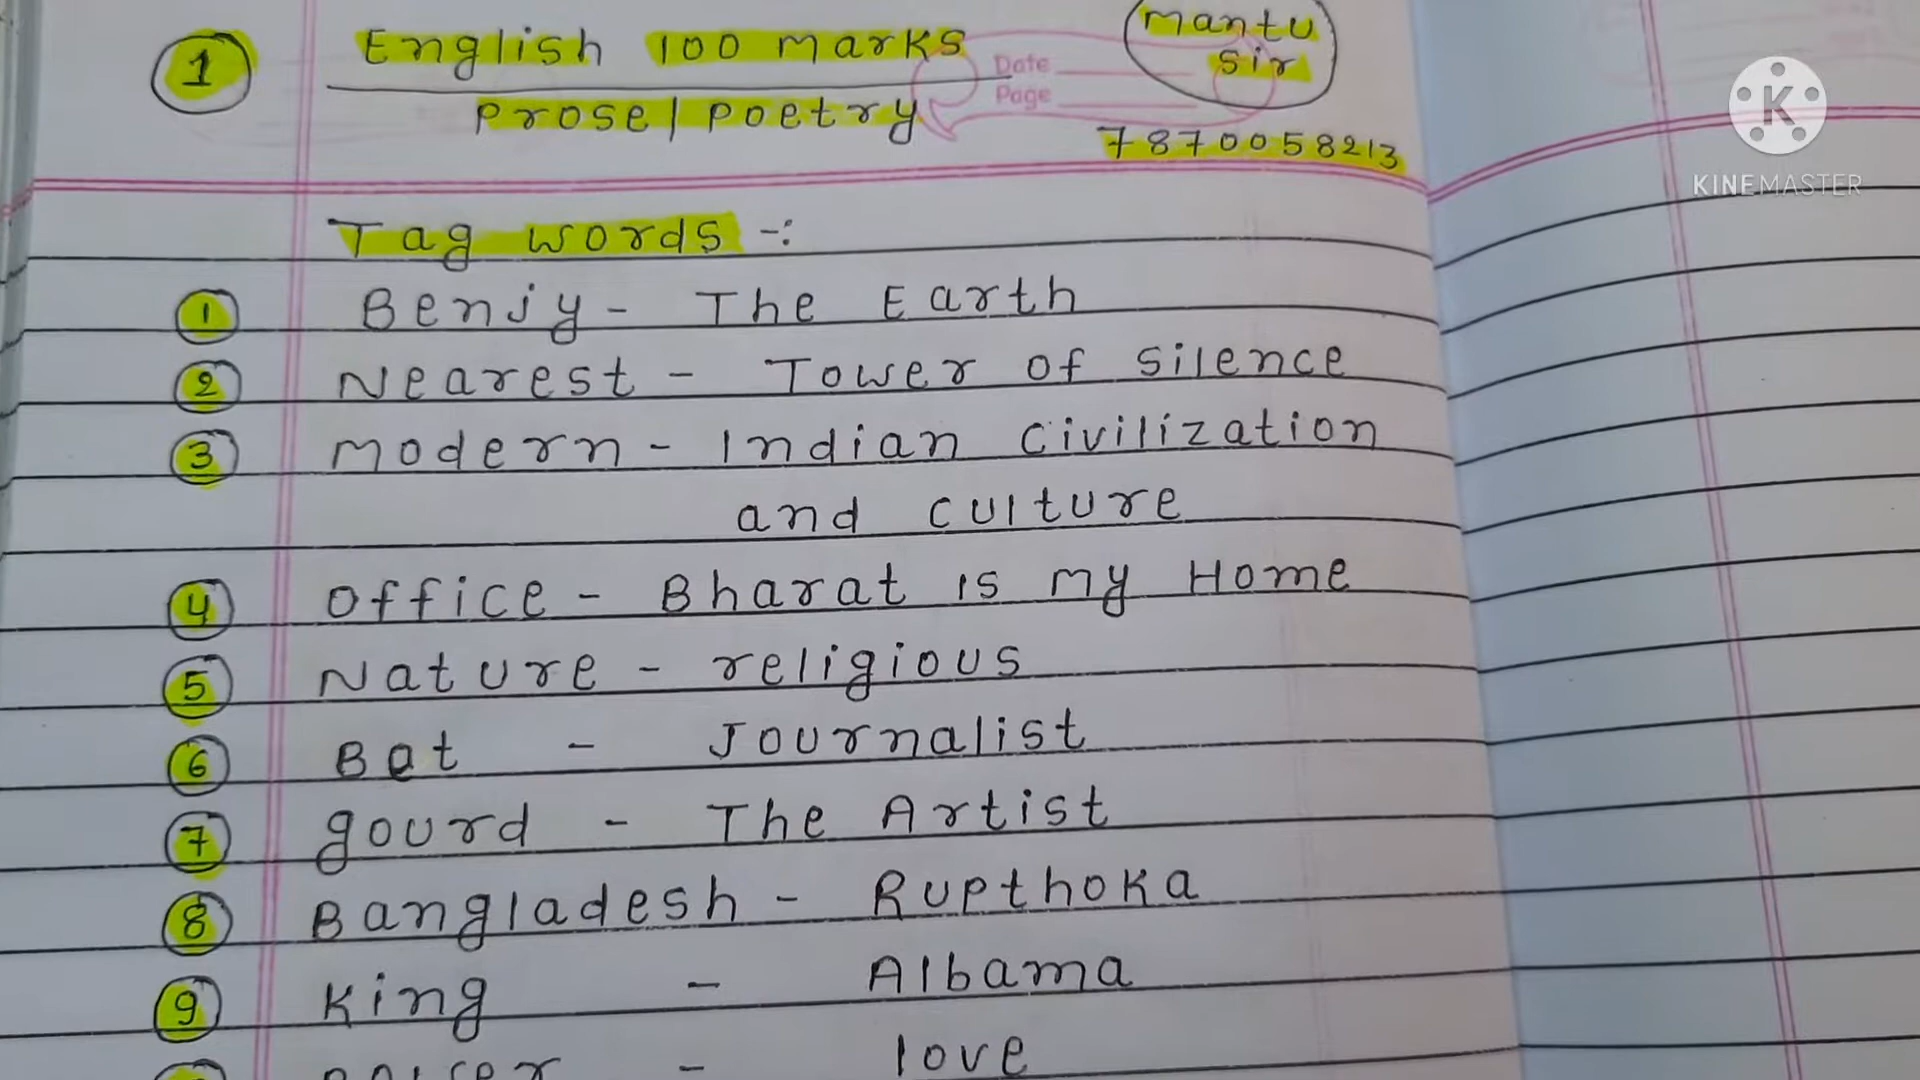 1 English 100 marks
Prose/Poetry
Mantu
Sir
Date
Page
7870058213
KINEMASTER
Tag words -:
1 Benjy - The Earth
2 Nearest - Tower of silence
3 Modern - Indian Civilization
and culture
4 Office - Bharat is my Home
5 Nature - religious
6 Bat - Journalist
7 gourd - The Artist
8 Bangladesh - Rupthoka
9 King - Albama
- love